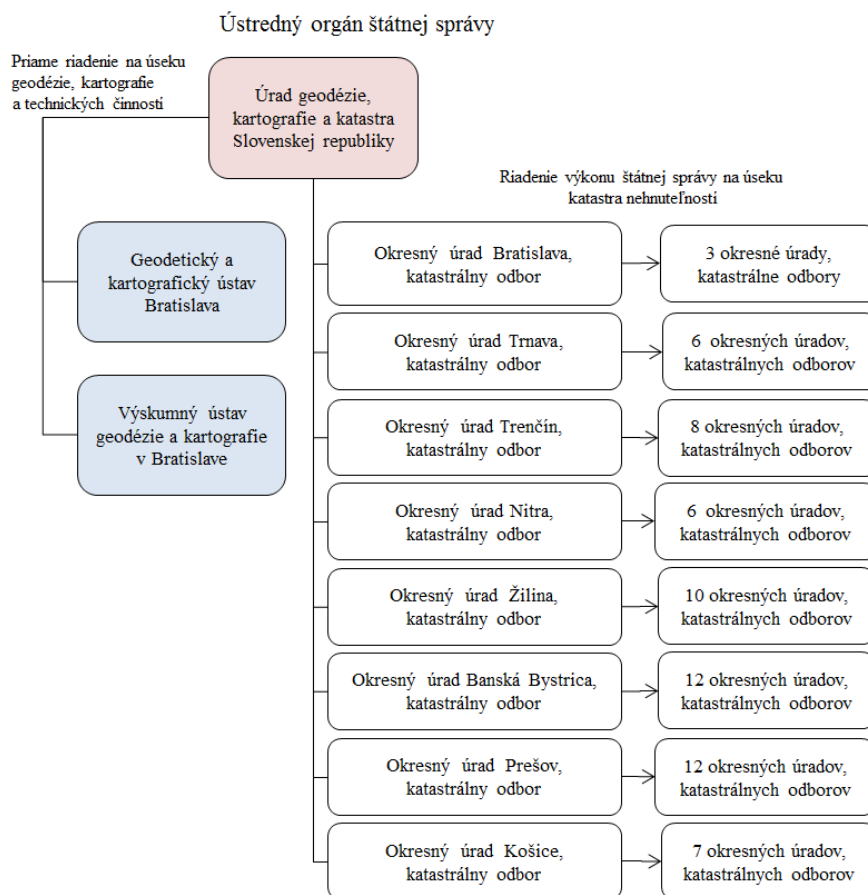 Ústredný orgán štátnej správy
Priame riadenie na úseku
geodézie, kartografie
a technických činností
Úrad geodézie,
kartografie a katastra
Slovenskej republiky
Riadenie výkonu štátnej správy na úseku
katastra nehnuteľností
Geodetický a
kartografický ústav
Bratislava
Výskumný ústav
geodézie a kartografie
v Bratislave
Okresný úrad Bratislava,
katastrálny odbor
3 okresné úrady,
katastrálne odbory
Okresný úrad Trnava,
katastrálny odbor
6 okresných úradov,
katastrálnych odborov
Okresný úrad Trenčín,
katastrálny odbor
8 okresných úradov,
katastrálnych odborov
Okresný úrad Nitra,
katastrálny odbor
6 okresných úradov,
katastrálnych odborov
Okresný úrad Žilina,
katastrálny odbor
10 okresných úradov,
katastrálnych odborov
Okresný úrad Banská Bystrica,
katastrálny odbor
12 okresných úradov,
katastrálnych odborov
Okresný úrad Prešov,
katastrálny odbor
12 okresných úradov,
katastrálnych odborov
Okresný úrad Košice,
katastrálny odbor
7 okresných úradov,
katastrálnych odborov